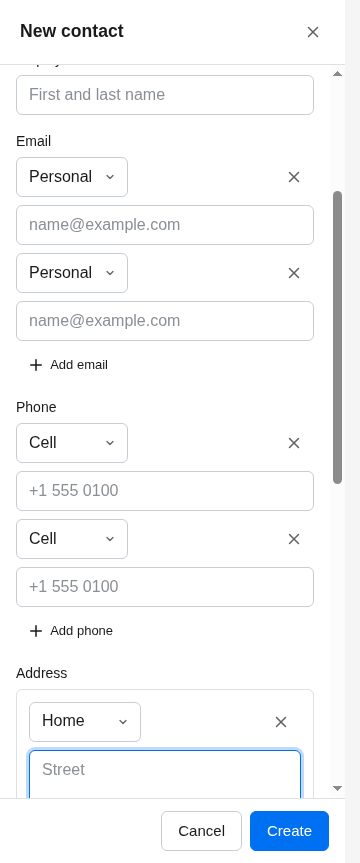 New contact
First and last name
Email
Personal
name@example.com
Personal
name@example.com
Add email
Phone
Cell
+1 555 0100
Cell
+1 555 0100
Add phone
Address
Home
Street
Cancel
Create